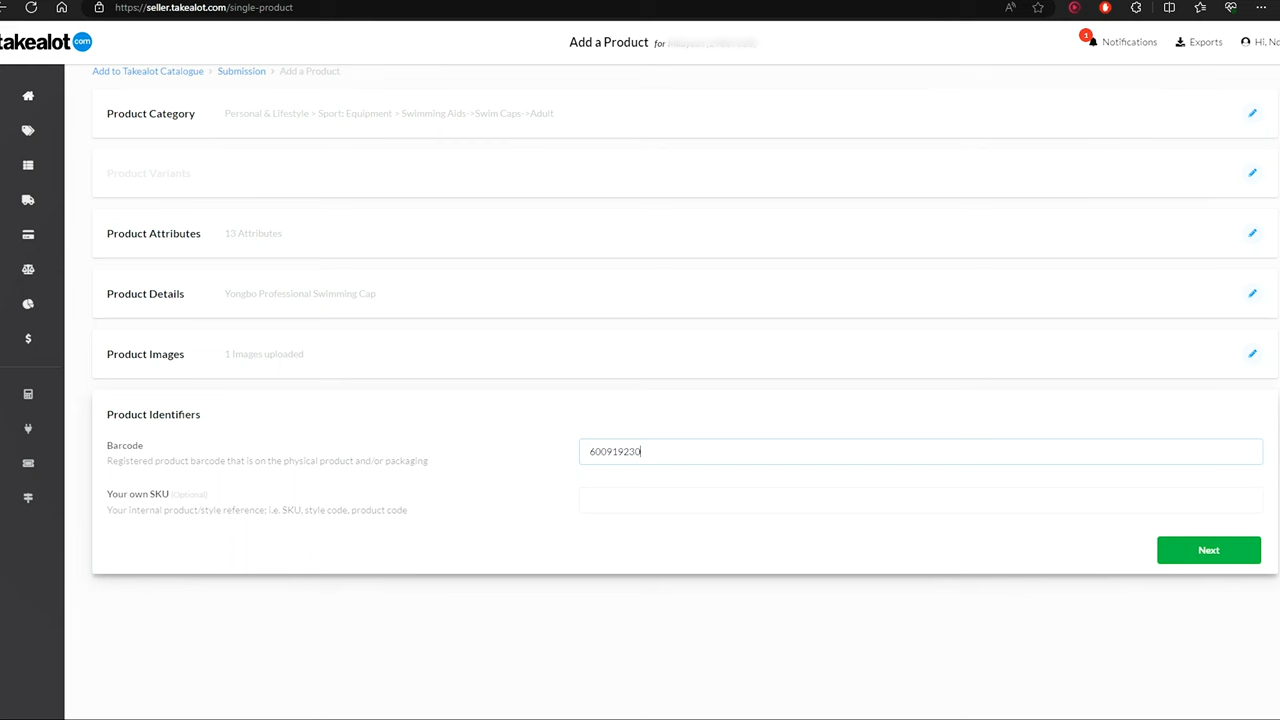 https://seller.takealot.com/single-product
takealot com
Add a Product for
1
Notifications
Exports
Hi, No
Add to Takealot Catalogue > Submission > Add a Product
Product Category
Personal & Lifestyle > Sport: Equipment > Swimming Aids->Swim Caps->Adult
Product Variants
Product Attributes
13 Attributes
Product Details
Yongbo Professional Swimming Cap
Product Images
1 Images uploaded
Product Identifiers
Barcode
Registered product barcode that is on the physical product and/or packaging
600919230
Your own SKU (Optional)
Your internal product/style reference; i.e. SKU, style code, product code
Next